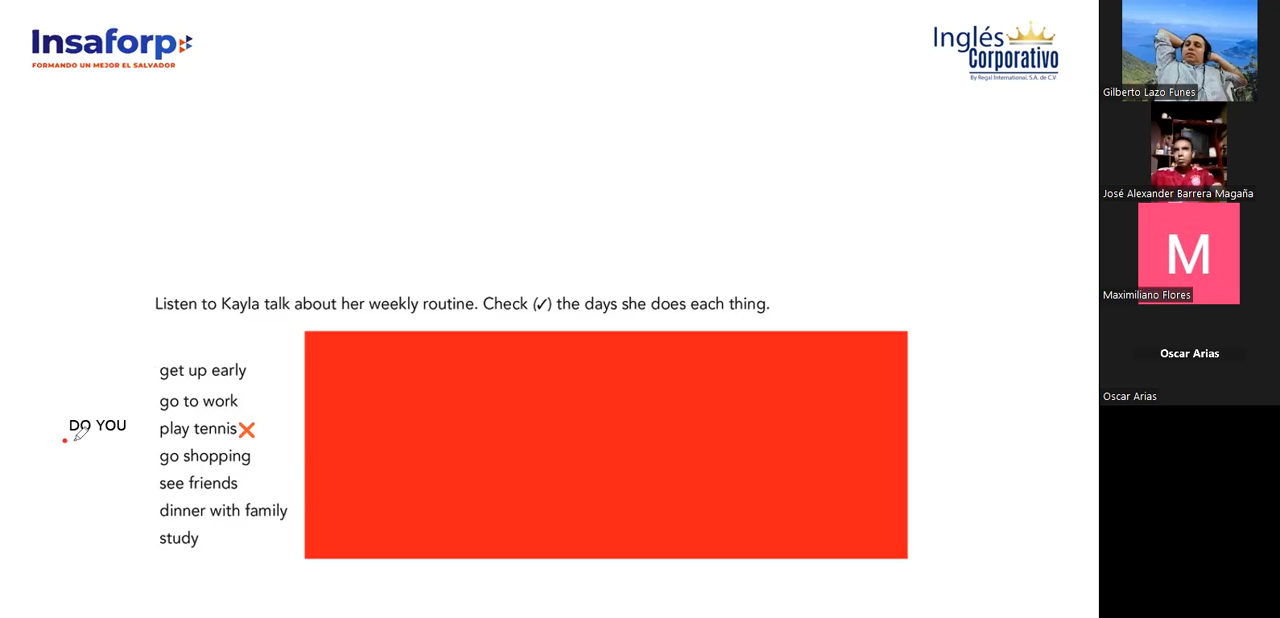 Insaforp
FORMANDO UN MEJOR EL SALVADOR
Inglés
Corporativo
By Regal International, S.A. de C.V
Listen to Kayla talk about her weekly routine. Check (✓) the days she does each thing.
get up early
go to work
DO YOU
play tennis
go shopping
see friends
dinner with family
study
Gilberto Lazo Funes
José Alexander Barrera Magaña
M
Maximiliano Flores
Oscar Arias
Oscar Arias